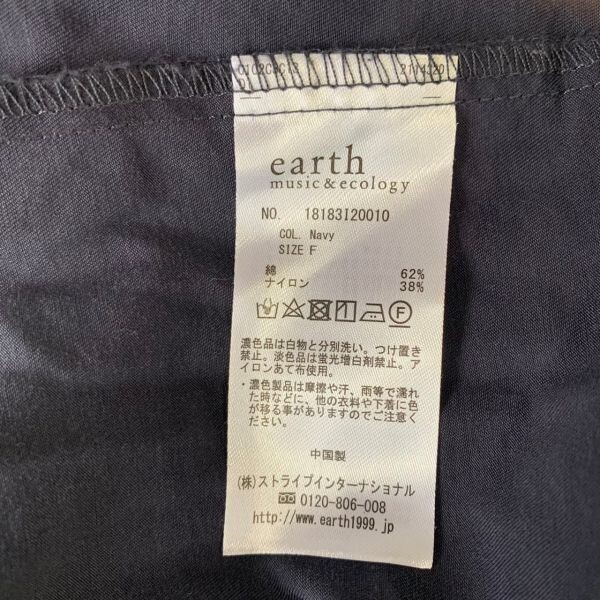 earth
music & ecology
NO. 18183I20010
COL. Navy
SIZE F
綿 62%
ナイロン 38%
F
濃色品は白物と分別洗い。つけ置き
禁止。淡色品は蛍光増白剤禁止。ア
イロンあて布使用。
・濃色製品は摩擦や汗、雨等で濡れ
た時などに、他の衣料や下着に色
が移る事がありますのでご注意く
ださい。
中国製
(株)ストライプインターナショナル
0120-806-008
http://www.earth1999.jp